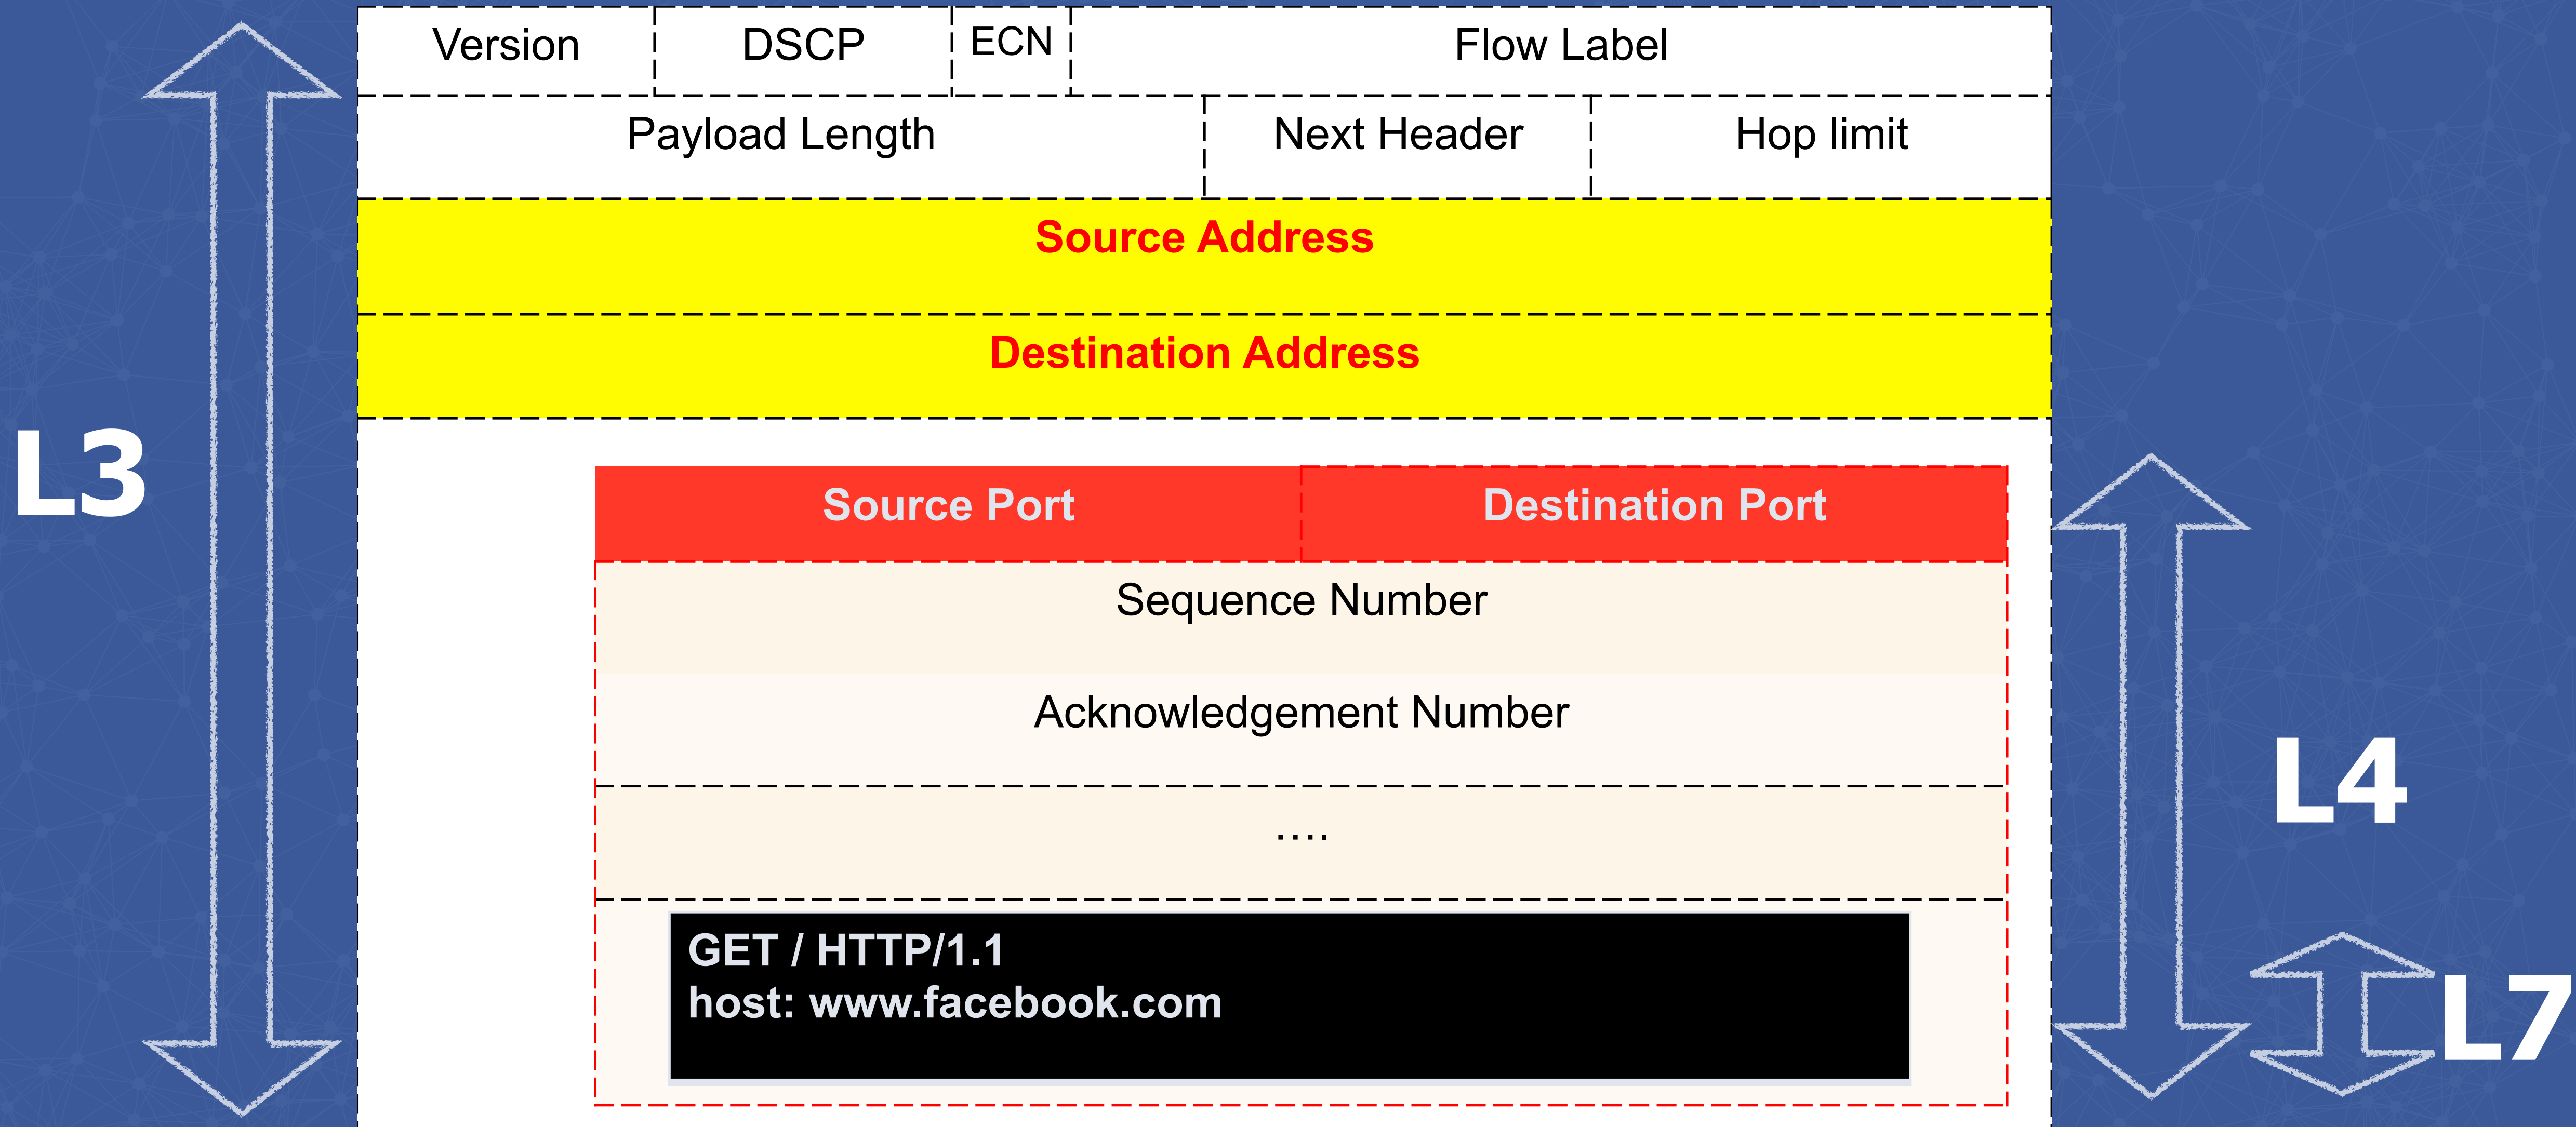 Version DSCP ECN Flow Label
Payload Length Next Header Hop limit
Source Address
Destination Address
L3
Source Port Destination Port
Sequence Number
Acknowledgement Number
L4
....
GET / HTTP/1.1
host: www.facebook.com
L7